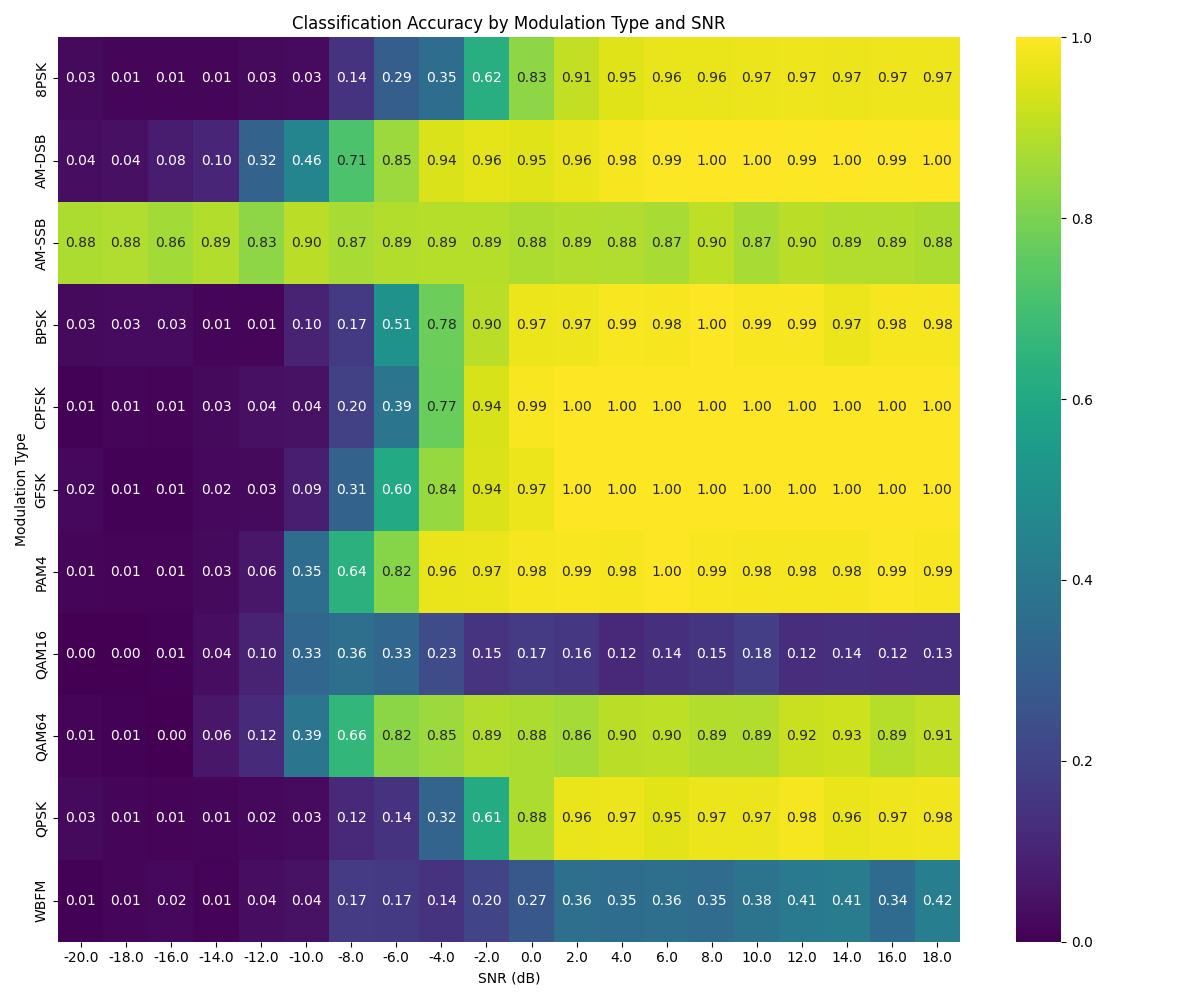 Classification Accuracy by Modulation Type and SNR
Modulation Type
8PSK 0.03 0.01 0.01 0.01 0.03 0.03 0.14 0.29 0.35 0.62 0.83 0.91 0.95 0.96 0.96 0.97 0.97 0.97 0.97 0.97
AM-DSB 0.04 0.04 0.08 0.10 0.32 0.46 0.71 0.85 0.94 0.96 0.95 0.96 0.98 0.99 1.00 1.00 0.99 1.00 0.99 1.00
AM-SSB 0.88 0.88 0.86 0.89 0.83 0.90 0.87 0.89 0.89 0.89 0.88 0.89 0.88 0.87 0.90 0.87 0.90 0.89 0.89 0.88
BPSK 0.03 0.03 0.03 0.01 0.01 0.10 0.17 0.51 0.78 0.90 0.97 0.97 0.99 0.98 1.00 0.99 0.99 0.97 0.98 0.98
CPFSK 0.01 0.01 0.01 0.03 0.04 0.04 0.20 0.39 0.77 0.94 0.99 1.00 1.00 1.00 1.00 1.00 1.00 1.00 1.00 1.00
GFSK 0.02 0.01 0.01 0.02 0.03 0.09 0.31 0.60 0.84 0.94 0.97 1.00 1.00 1.00 1.00 1.00 1.00 1.00 1.00 1.00
PAM4 0.01 0.01 0.01 0.03 0.06 0.35 0.64 0.82 0.96 0.97 0.98 0.99 0.98 1.00 0.99 0.98 0.98 0.98 0.99 0.99
QAM16 0.00 0.00 0.01 0.04 0.10 0.33 0.36 0.33 0.23 0.15 0.17 0.16 0.12 0.14 0.15 0.18 0.12 0.14 0.12 0.13
QAM64 0.01 0.01 0.00 0.06 0.12 0.39 0.66 0.82 0.85 0.89 0.88 0.86 0.90 0.90 0.89 0.89 0.92 0.93 0.89 0.91
QPSK 0.03 0.01 0.01 0.01 0.02 0.03 0.12 0.14 0.32 0.61 0.88 0.96 0.97 0.95 0.97 0.97 0.98 0.96 0.97 0.98
WBFM 0.01 0.01 0.02 0.01 0.04 0.04 0.17 0.17 0.14 0.20 0.27 0.36 0.35 0.36 0.35 0.38 0.41 0.41 0.34 0.42
-20.0 -18.0 -16.0 -14.0 -12.0 -10.0 -8.0 -6.0 -4.0 -2.0 0.0 2.0 4.0 6.0 8.0 10.0 12.0 14.0 16.0 18.0
SNR (dB)
1.0
0.8
0.6
0.4
0.2
0.0